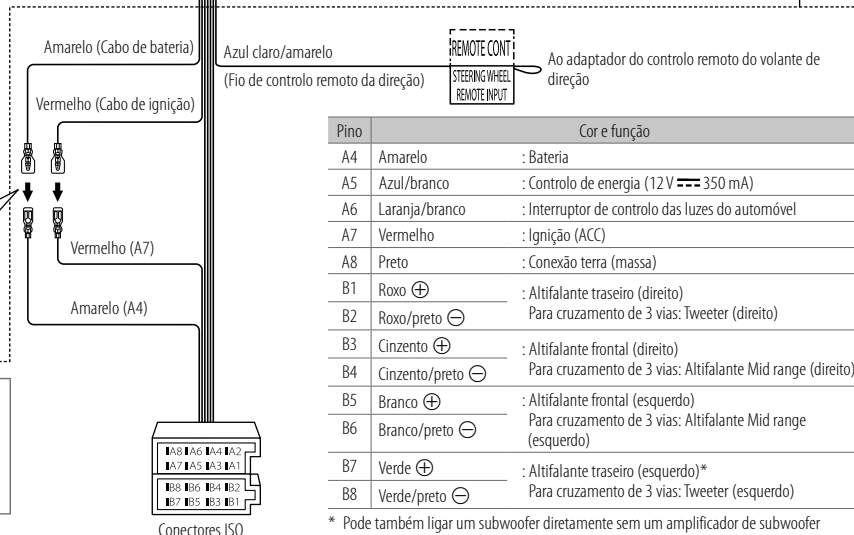 Amarelo (Cabo de bateria)
Azul claro/amarelo
(Fio de controlo remoto da direção)
REMOTE CONT
STEERING WHEEL
REMOTE INPUT
Ao adaptador do controlo remoto do volante de
direção
Vermelho (Cabo de ignição)
Vermelho (A7)
Amarelo (A4)
A8 A6 A4 A2
A7 A5 A3 A1
B8 B6 B4 B2
B7 B5 B3 B1
Conectores ISO
Pino Cor e função
A4 Amarelo : Bateria
A5 Azul/branco : Controlo de energia (12 V ⎓ 350 mA)
A6 Laranja/branco : Interruptor de controlo das luzes do automóvel
A7 Vermelho : Ignição (ACC)
A8 Preto : Conexão terra (massa)
B1 Roxo ⊕ : Altifalante traseiro (direito)
B2 Roxo/preto ⊖ Para cruzamento de 3 vias: Tweeter (direito)
B3 Cinzento ⊕ : Altifalante frontal (direito)
B4 Cinzento/preto ⊖ Para cruzamento de 3 vias: Altifalante Mid range (direito)
B5 Branco ⊕ : Altifalante frontal (esquerdo)
B6 Branco/preto ⊖ Para cruzamento de 3 vias: Altifalante Mid range
(esquerdo)
B7 Verde ⊕ : Altifalante traseiro (esquerdo)*
B8 Verde/preto ⊖ Para cruzamento de 3 vias: Tweeter (esquerdo)
* Pode também ligar um subwoofer diretamente sem um amplificador de subwoofer